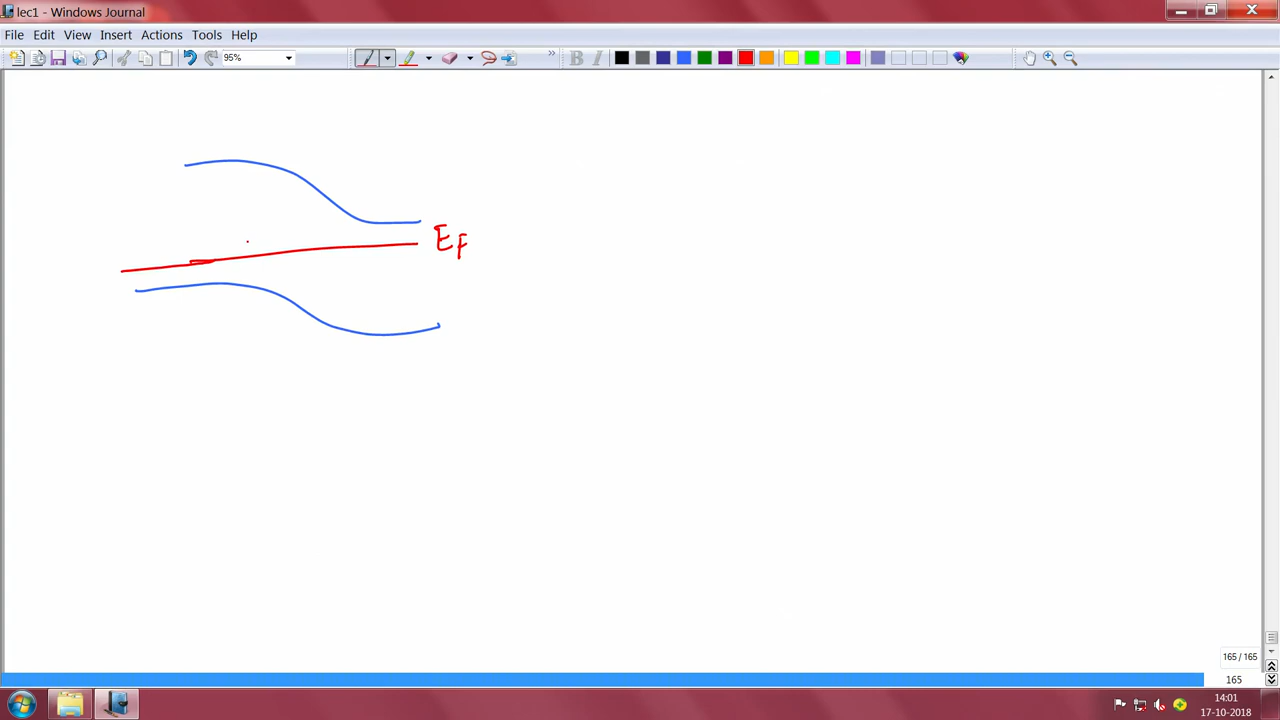 lec1 - Windows Journal
File Edit View Insert Actions Tools Help
95% B I
E_F
165 / 165
165
14:01
17-10-2018